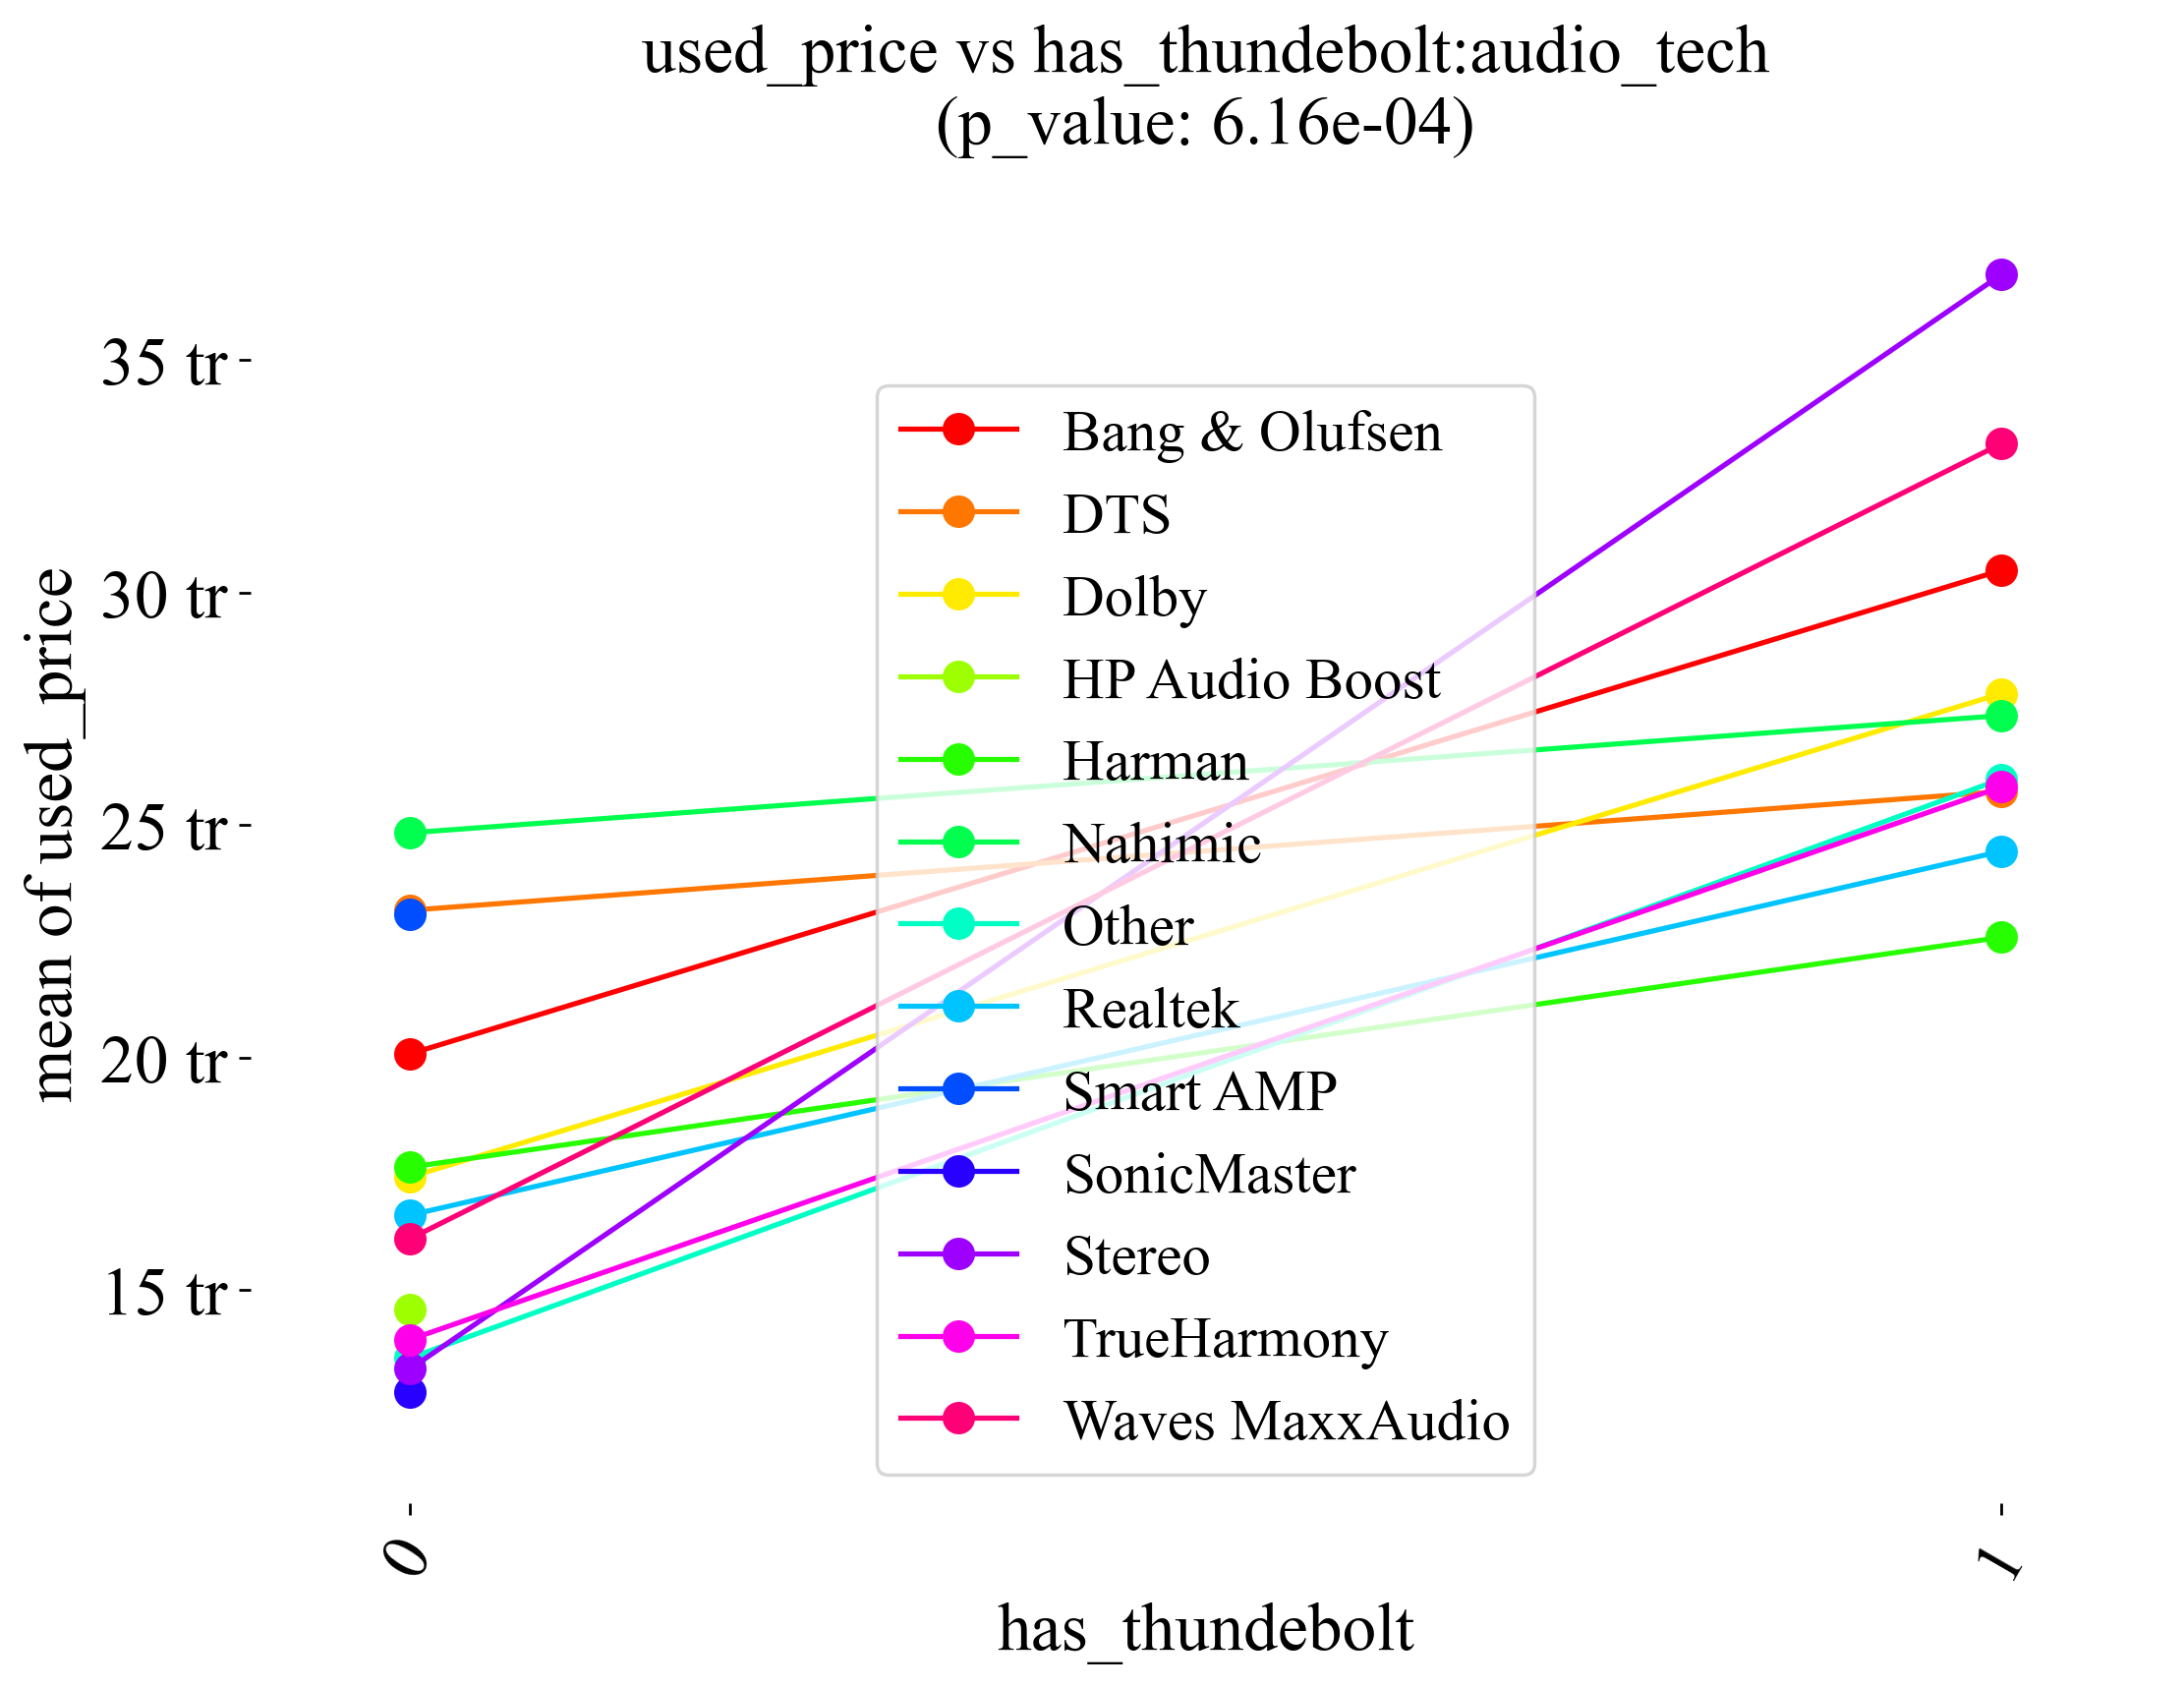 used_price vs has_thundebolt:audio_tech
(p_value: 6.16e-04)
mean of used_price
35 tr
30 tr
25 tr
20 tr
15 tr
Bang & Olufsen
DTS
Dolby
HP Audio Boost
Harman
Nahimic
Other
Realtek
Smart AMP
SonicMaster
Stereo
TrueHarmony
Waves MaxxAudio
0
1
has_thundebolt